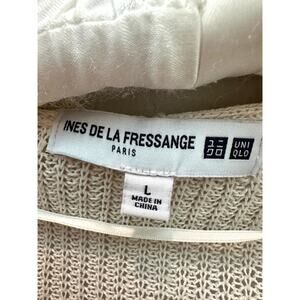 INES DE LA FRESSANGE
PARIS
ユニ
クロ
UNI
QLO
L
MADE IN
CHINA